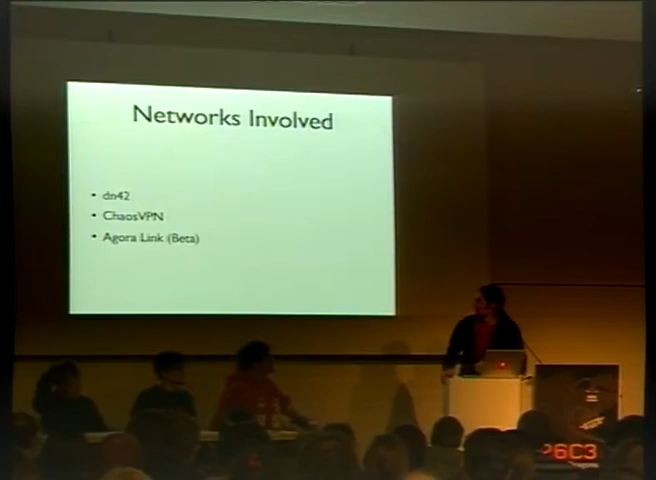 Networks Involved
• dn42
• ChaosVPN
• Agora Link (Beta)
26C3